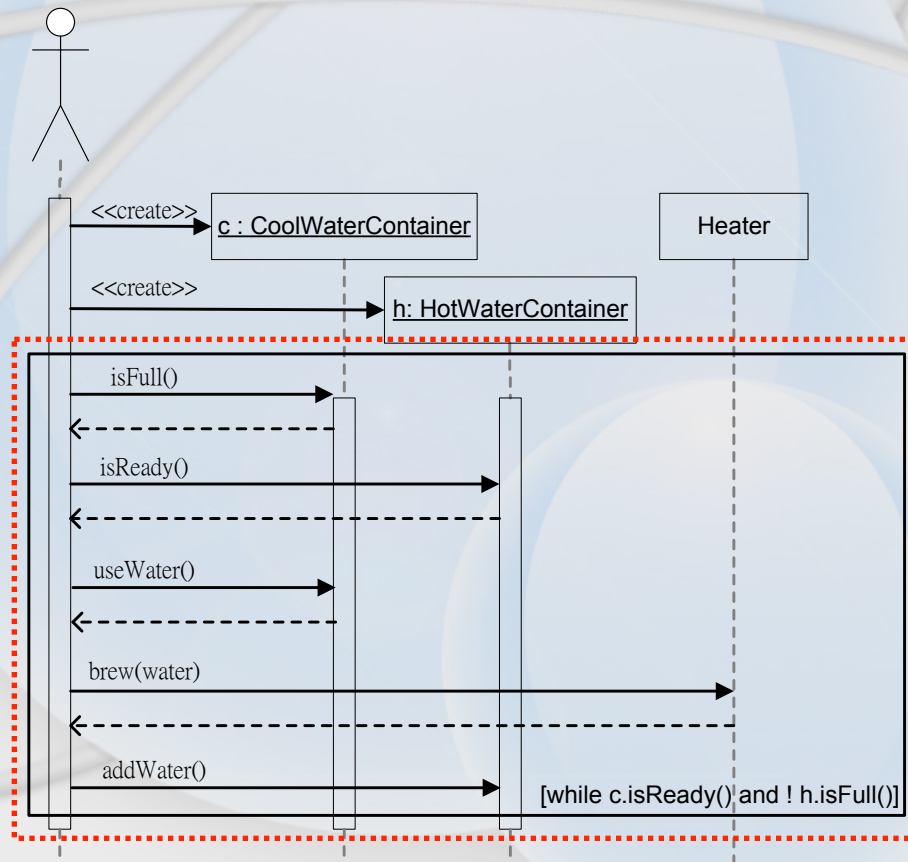 <<create>>
c : CoolWaterContainer
Heater
<<create>>
h: HotWaterContainer
isFull()
isReady()
useWater()
brew(water)
addWater()
[while c.isReady() and ! h.isFull()]